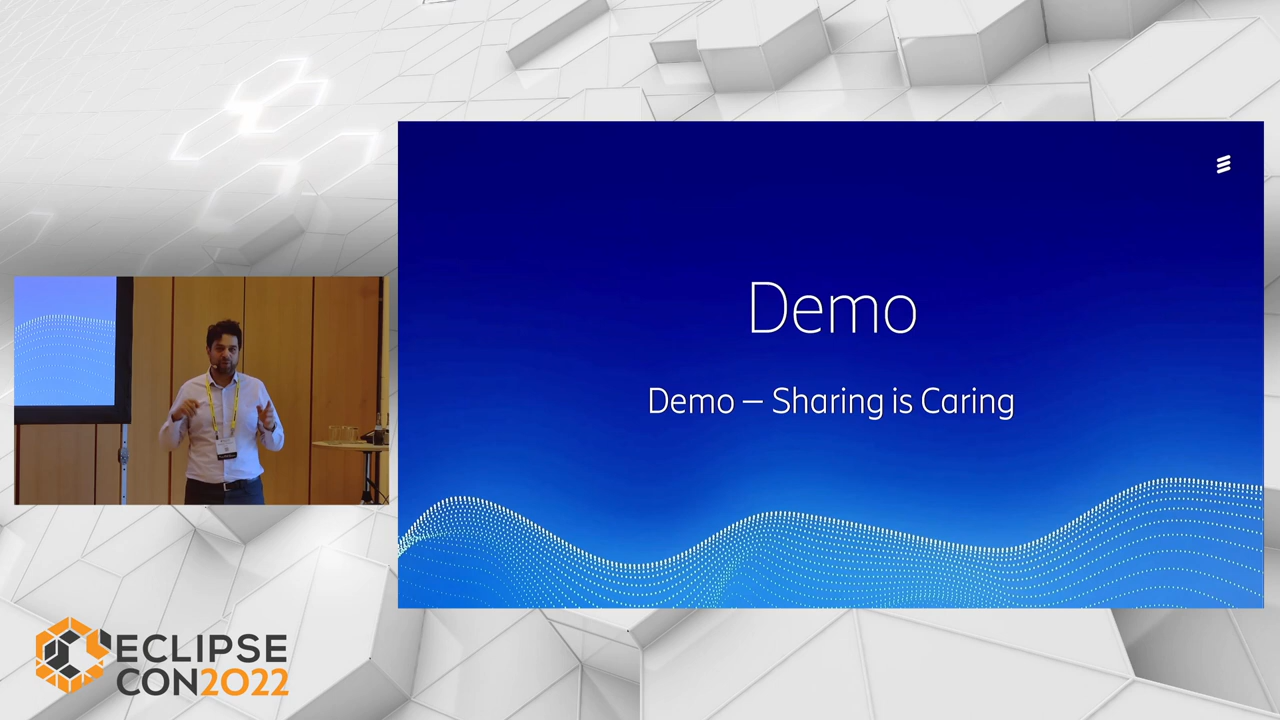 Demo
Demo – Sharing is Caring
ECLIPSE
CON2022